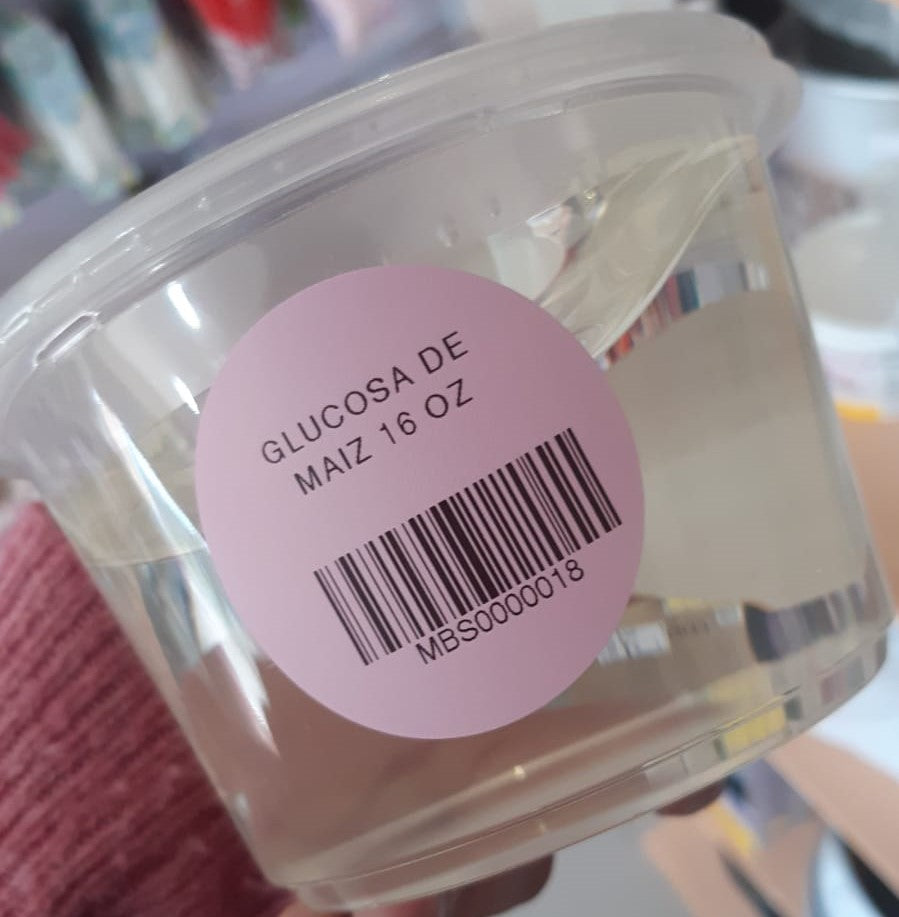 GLUCOSA DE
MAIZ 16 OZ
MBS0000018